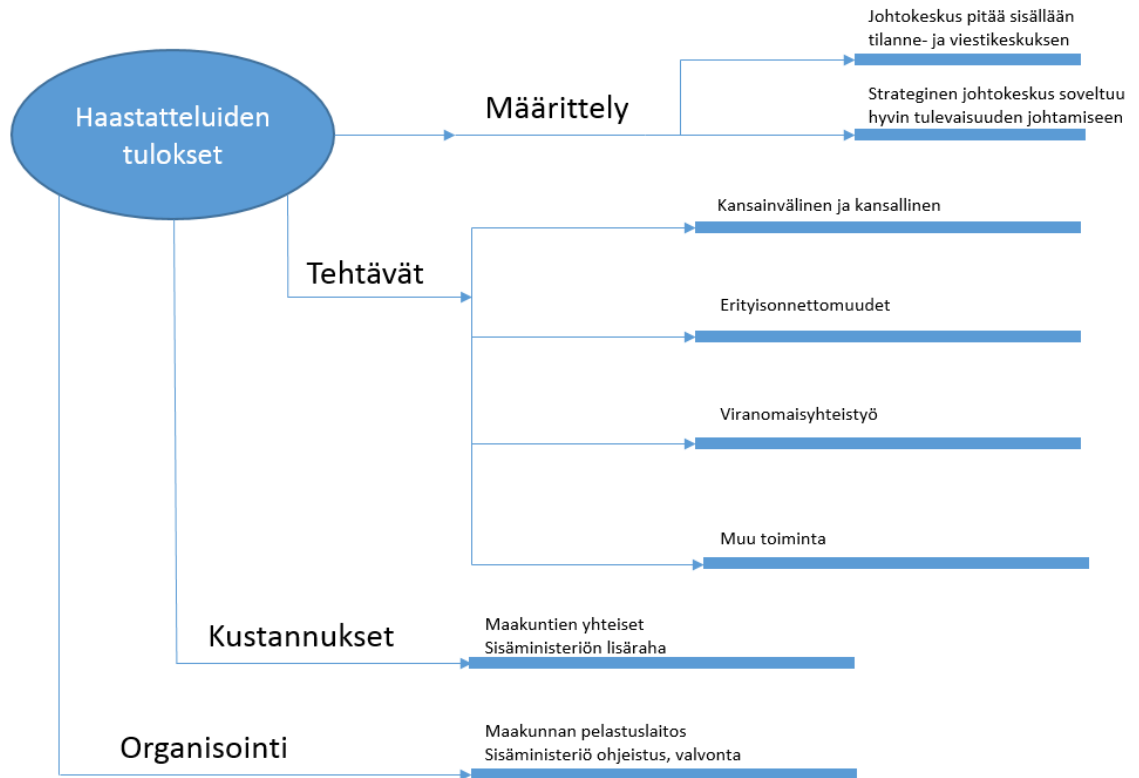 Haastatteluiden
tulokset
Määrittely
Johtokeskus pitää sisällään
tilanne- ja viestikeskuksen
Strateginen johtokeskus soveltuu
hyvin tulevaisuuden johtamiseen
Tehtävät
Kansainvälinen ja kansallinen
Erityisonnettomuudet
Viranomaisyhteistyö
Muu toiminta
Kustannukset
Maakuntien yhteiset
Sisäministeriön lisäraha
Organisointi
Maakunnan pelastuslaitos
Sisäministeriö ohjeistus, valvonta